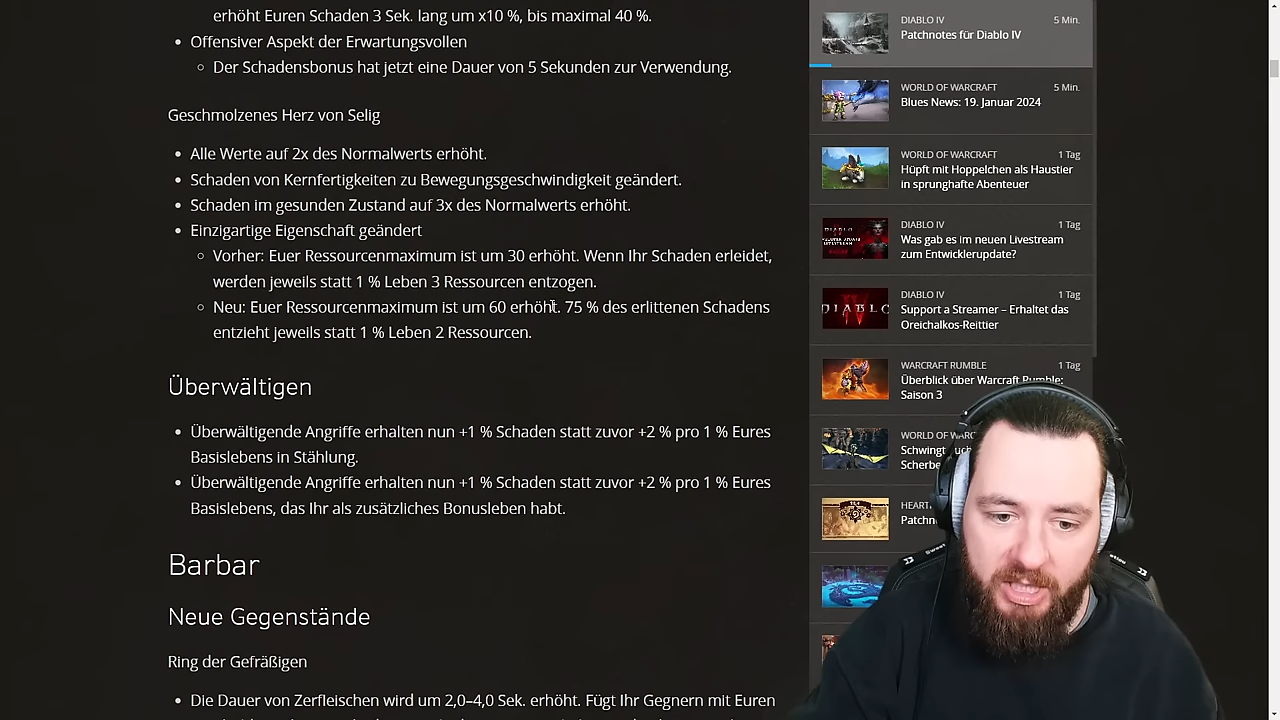 erhöht Euren Schaden 3 Sek. lang um x10 %, bis maximal 40 %.
Offensiver Aspekt der Erwartungsvollen
Der Schadensbonus hat jetzt eine Dauer von 5 Sekunden zur Verwendung.
Geschmolzenes Herz von Selig
Alle Werte auf 2x des Normalwerts erhöht.
Schaden von Kernfertigkeiten zu Bewegungsgeschwindigkeit geändert.
Schaden im gesunden Zustand auf 3x des Normalwerts erhöht.
Einzigartige Eigenschaft geändert
Vorher: Euer Ressourcenmaximum ist um 30 erhöht. Wenn Ihr Schaden erleidet,
werden jeweils statt 1 % Leben 3 Ressourcen entzogen.
Neu: Euer Ressourcenmaximum ist um 60 erhöht. 75 % des erlittenen Schadens
entzieht jeweils statt 1 % Leben 2 Ressourcen.
Überwältigen
Überwältigende Angriffe erhalten nun +1 % Schaden statt zuvor +2 % pro 1 % Eures
Basislebens in Stählung.
Überwältigende Angriffe erhalten nun +1 % Schaden statt zuvor +2 % pro 1 % Eures
Basislebens, das Ihr als zusätzliches Bonusleben habt.
Barbar
Neue Gegenstände
Ring der Gefräßigen
Die Dauer von Zerfleischen wird um 2,0–4,0 Sek. erhöht. Fügt Ihr Gegnern mit Euren
DIABLO IV 5 Min.
Patchnotes für Diablo IV
WORLD OF WARCRAFT 5 Min.
Blues News: 19. Januar 2024
WORLD OF WARCRAFT 1 Tag
Hüpft mit Hoppelchen als Haustier
in sprunghafte Abenteuer
DIABLO IV 1 Tag
Was gab es im neuen Livestream
zum Entwicklerupdate?
DIABLO IV 1 Tag
Support a Streamer – Erhaltet das
Oreichalkos-Reittier
DIABLO IV
WARCRAFT RUMBLE 1 Tag
Überblick über Warcraft Rumble:
Saison 3
WORLD OF WARC
Schwingt
Scherbe
HEART
Patchn